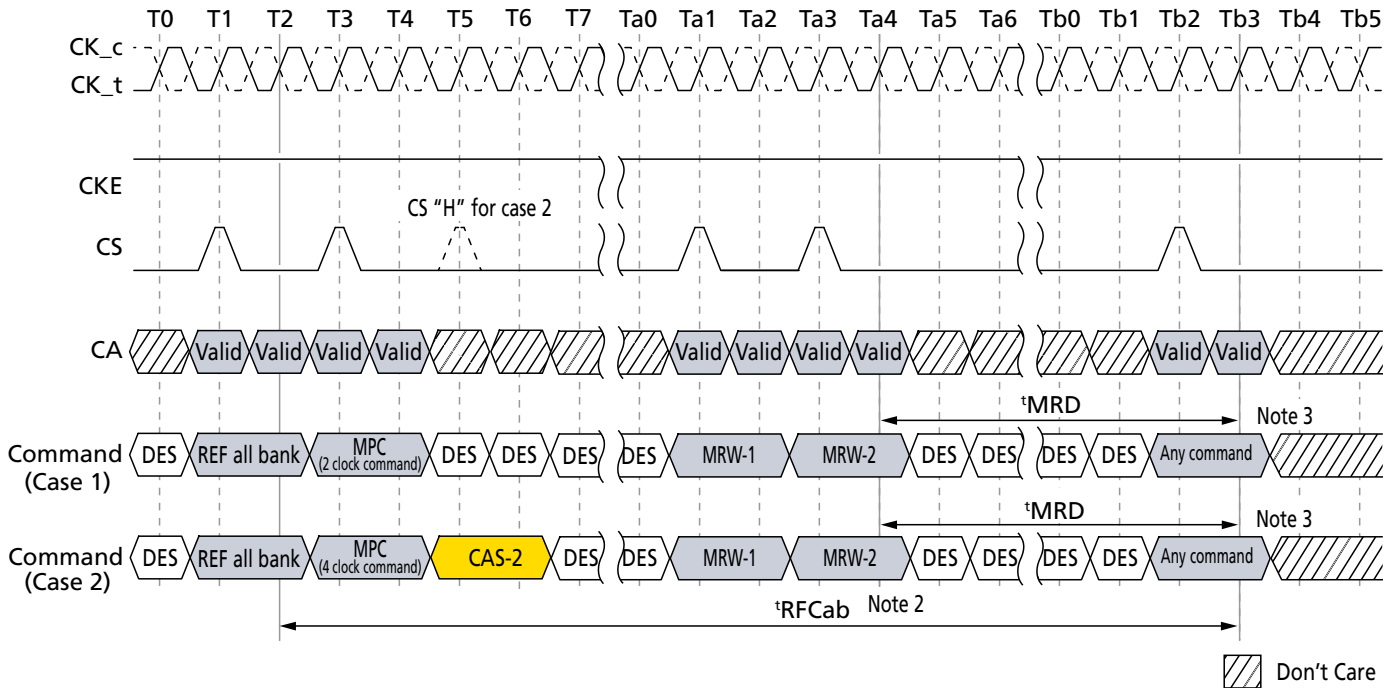 T0 T1 T2 T3 T4 T5 T6 T7 Ta0 Ta1 Ta2 Ta3 Ta4 Ta5 Ta6 Tb0 Tb1 Tb2 Tb3 Tb4 Tb5
CK_c
CK_t
CKE
CS "H" for case 2
CS
CA Valid Valid Valid Valid Valid Valid Valid Valid Valid Valid
tMRD Note 3
Command
(Case 1)
DES REF all bank MPC
(2 clock command)
DES DES DES DES MRW-1 MRW-2 DES DES DES DES Any command
tMRD Note 3
Command
(Case 2)
DES REF all bank MPC
(4 clock command)
CAS-2 DES DES MRW-1 MRW-2 DES DES DES DES Any command
tRFCab Note 2
Don't Care